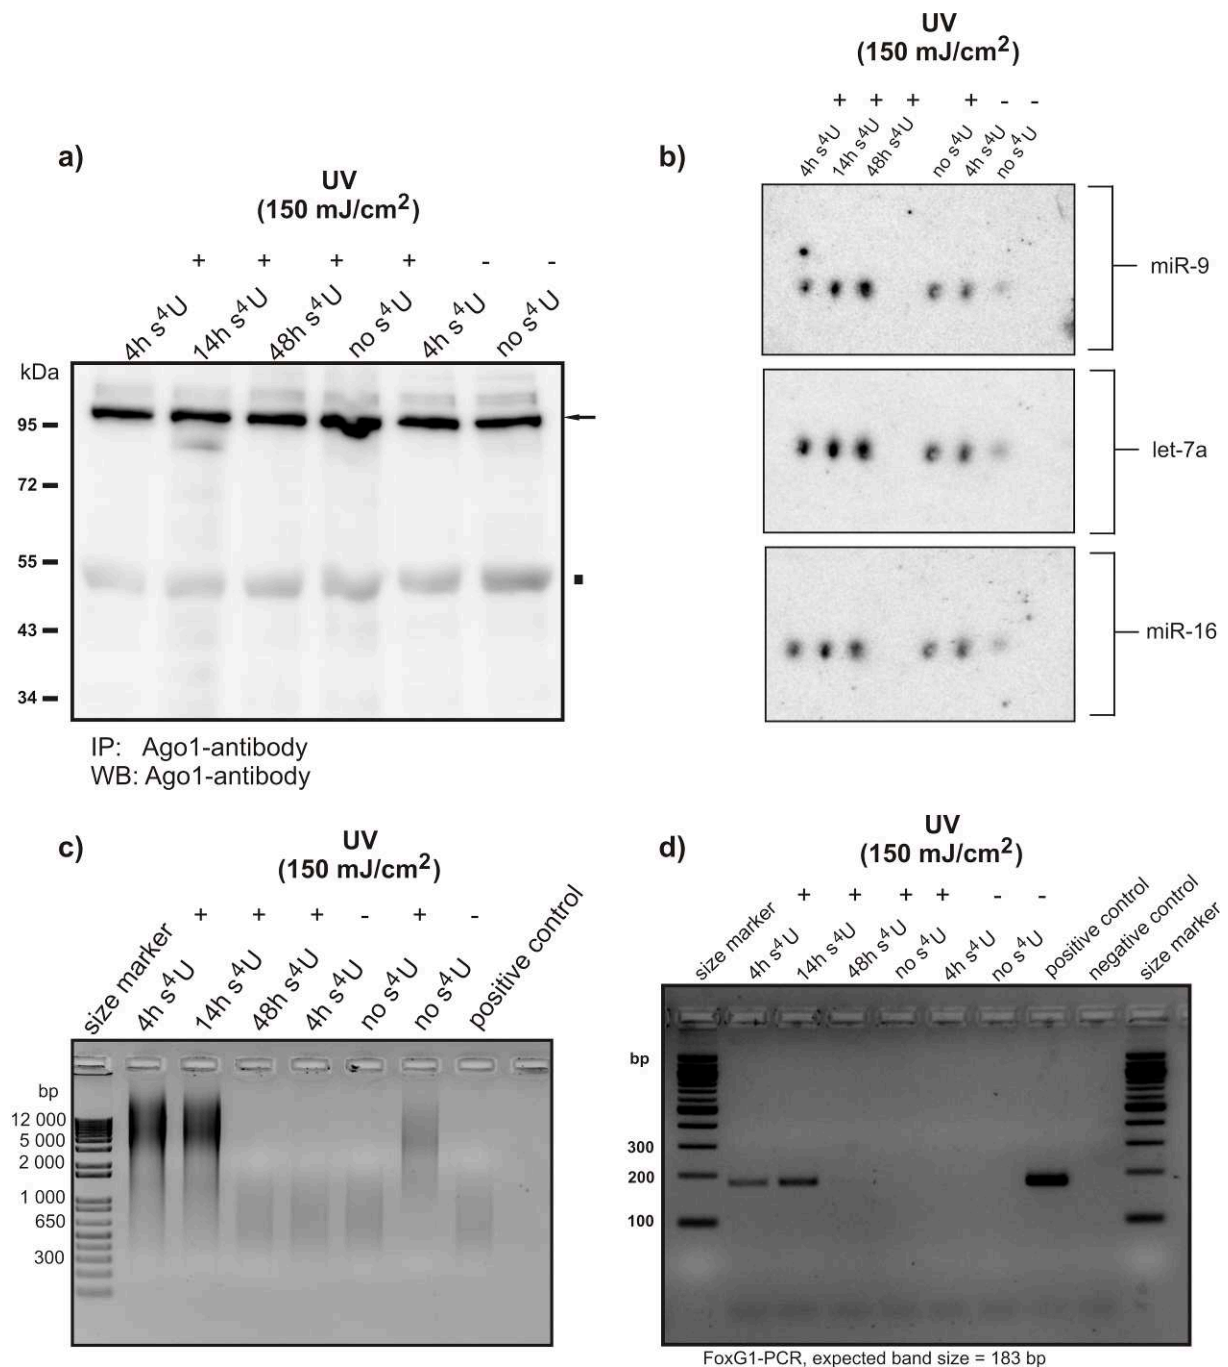 a)
UV
(150 mJ/cm2)
+ + + + - -
4h s4U 14h s4U 48h s4U no s4U 4h s4U no s4U
kDa
95
72
55
43
34
IP: Ago1-antibody
WB: Ago1-antibody
b)
UV
(150 mJ/cm2)
+ + + + - -
4h s4U 14h s4U 48h s4U no s4U 4h s4U no s4U
miR-9
let-7a
miR-16
c)
UV
(150 mJ/cm2)
+ + + - + -
size marker 4h s4U 14h s4U 48h s4U 4h s4U no s4U no s4U positive control
bp
12 000
5 000
2 000
1 000
650
300
d)
UV
(150 mJ/cm2)
+ + + + - -
size marker 4h s4U 14h s4U 48h s4U no s4U 4h s4U no s4U positive control negative control size marker
bp
300
200
100
FoxG1-PCR, expected band size = 183 bp